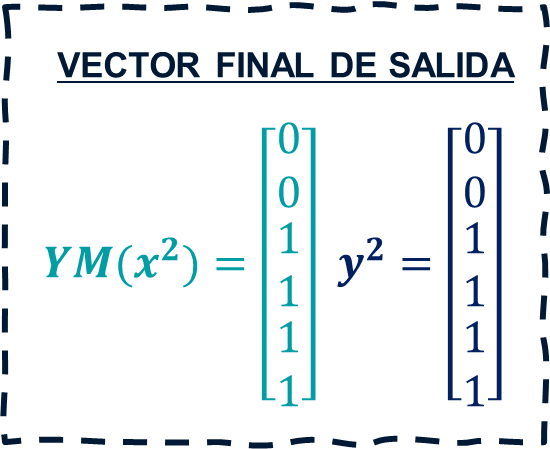 VECTOR FINAL DE SALIDA
YM(x²) = [0 0 1 1 1 1] y² = [0 0 1 1 1 1]